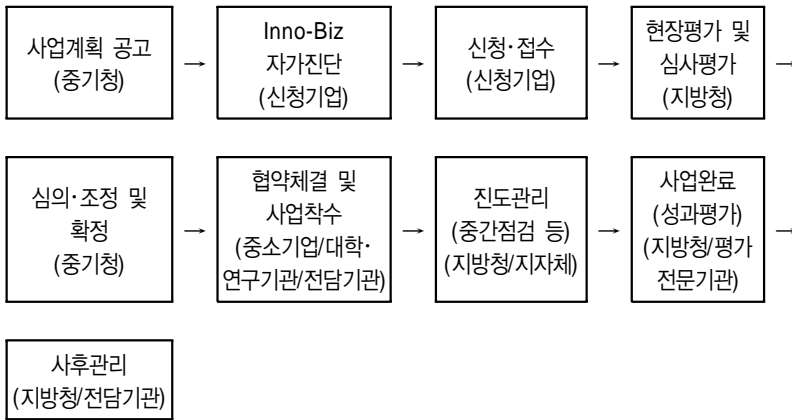 사업계획 공고
(중기청)
→
Inno-Biz
자가진단
(신청기업)
→
신청·접수
(신청기업)
→
현장평가 및
심사평가
(지방청)
→
심의·조정 및
확정
(중기청)
→
협약체결 및
사업착수
(중소기업/대학·
연구기관/전담기관)
→
진도관리
(중간점검 등)
(지방청/지자체)
→
사업완료
(성과평가)
(지방청/평가
전문기관)
→
사후관리
(지방청/전담기관)